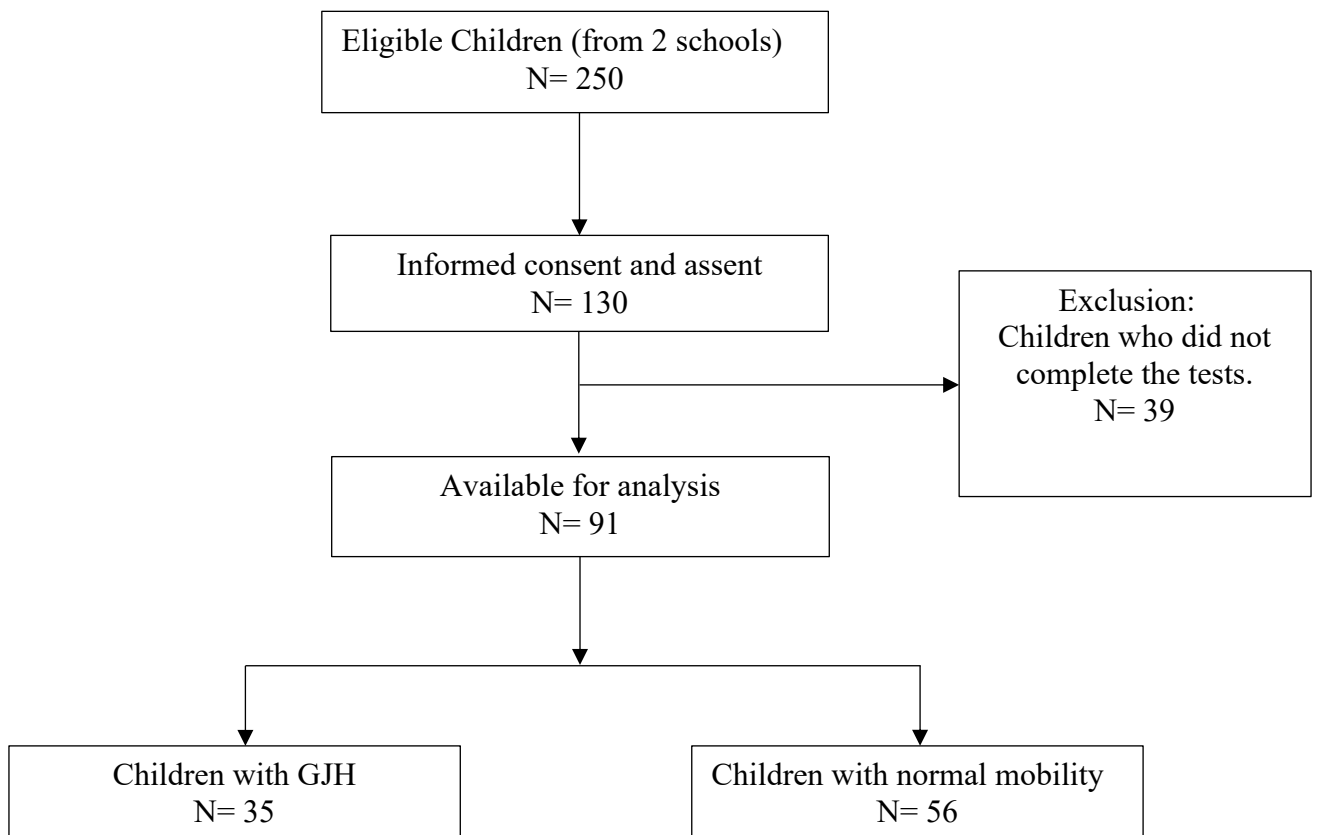 Eligible Children (from 2 schools)
N= 250
Informed consent and assent
N= 130
Exclusion:
Children who did not
complete the tests.
N= 39
Available for analysis
N= 91
Children with GJH
N= 35
Children with normal mobility
N= 56